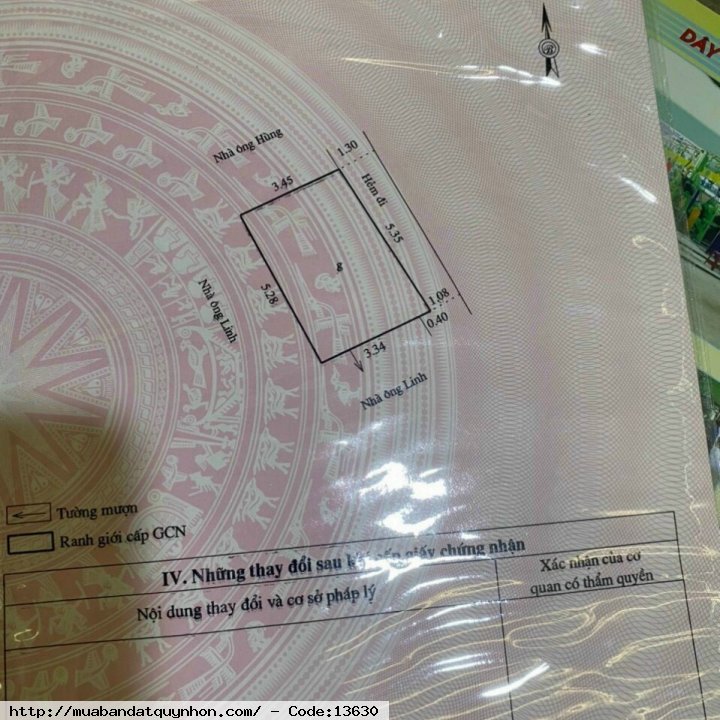 B
DÂY
Nhà ông Hùng
1.30
3.45
Hẻm đi
5.35
g
5.28
Nhà ông Linh
1.08
0.40
3.34
Nhà ông Linh
Tường mượn
Ranh giới cấp GCN
IV. Những thay đổi sau khi cấp giấy chứng nhận
Nội dung thay đổi và cơ sở pháp lý
Xác nhận của cơ
quan có thẩm quyền
http://muabandatquynhon.com/ - Code:13630